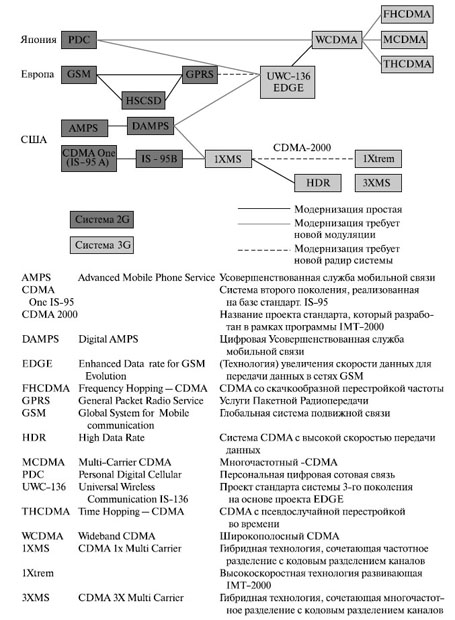 FHCDMA
Япония PDC WCDMA MCDMA
THCDMA
Европа GSM GPRS UWC-136
EDGE
HSCSD
AMPS DAMPS
США
CDMA One
(IS-95 A) IS - 95B 1XMS CDMA-2000 1Xtrem
HDR 3XMS
Модернизация простая
Система 2G Модернизация требует
новой модуляции
Система 3G Модернизация требует
новой радир системы
AMPS Advanced Mobile Phone Service Усовершенствованная служба мобильной связи
CDMA Система второго поколения, реализованная
One IS-95 на базе стандарт. IS-95
CDMA 2000 Название проекта стандарта, который разрабо-
тан в рамках программы IMT-2000
DAMPS Digital AMPS Цифровая Усовершенствованная служба
мобильной связи
EDGE Enhanced Data rate for GSM (Технология) увеличения скорости данных для
Evolution передачи данных в сетях GSM
FHCDMA Frequency Hopping – CDMA CDMA со скачкообразной перестройкой частоты
GPRS General Packet Radio Service Услуги Пакетной Радиопередачи
GSM Global System for Mobile Глобальная система подвижной связи
communication
HDR High Data Rate Система CDMA с высокой скоростью передачи
данных
MCDMA Multi-Carrier CDMA Многочастотный -CDMA
PDC Personal Digital Cellular Персональная цифровая сотовая связь
UWC-136 Universal Wireless Проект стандарта системы 3-го поколения
Communication IS-136 на основе проекта EDGE
THCDMA Time Hopping – CDMA CDMA с псевдослучайной перестройкой
во времени
WCDMA Wideband CDMA Широкополосный CDMA
1XMS CDMA 1x Multi Carrier Гибридная технология, сочетающая частотное
разделение с кодовым разделением каналов
1Xtrem Высокоскоростная технология развивающая
IMT-2000
3XMS CDMA 3X Multi Carrier Гибридная технология, сочетающая многочастот-
ное разделение с кодовым разделением каналов